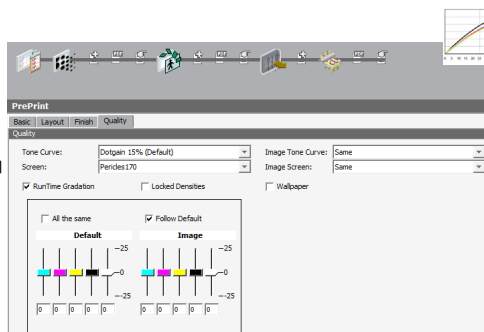 PrePrint
Basic Layout Finish Quality
Quality
Tone Curve: Dotgain 15% (Default) Image Tone Curve: Same
Screen: Pericles170 Image Screen: Same
RunTime Gradation Locked Densities Wallpaper
All the same Follow Default
Default Image
-25 -25
-0 -0
--25 --25
0 0 0 0 0 0 0 0 0 0